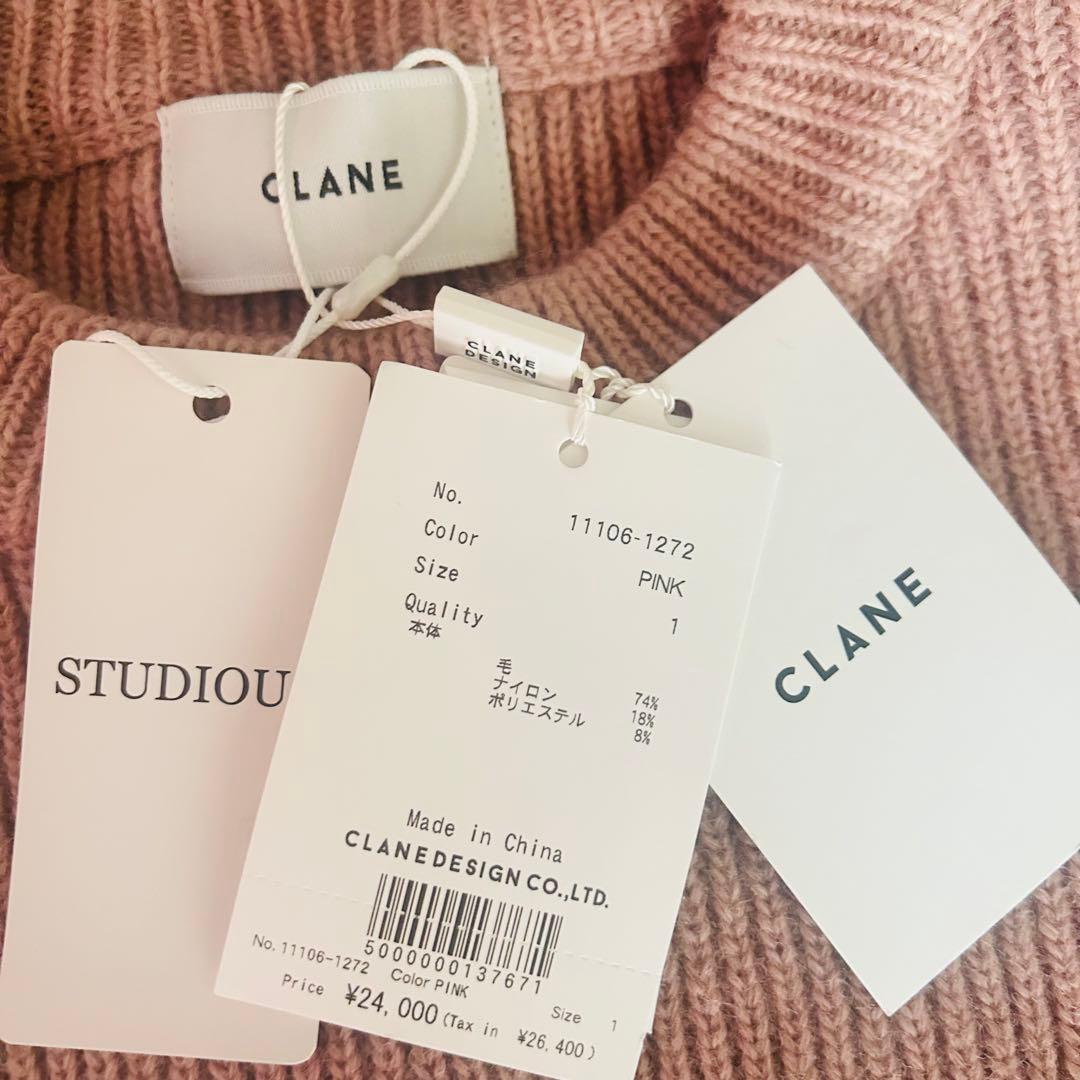 CLANE
CLANE
DESIGN
STUDIOU
No. 11106-1272
Color PINK
Size 1
Quality
本体
毛 74%
ナイロン 18%
ポリエステル 8%
Made in China
CLANEDESIGN CO.,LTD.
5000000137671
No. 11106-1272 Color PINK Size 1
Price ¥24,000 (Tax in ¥26,400)
CLANE